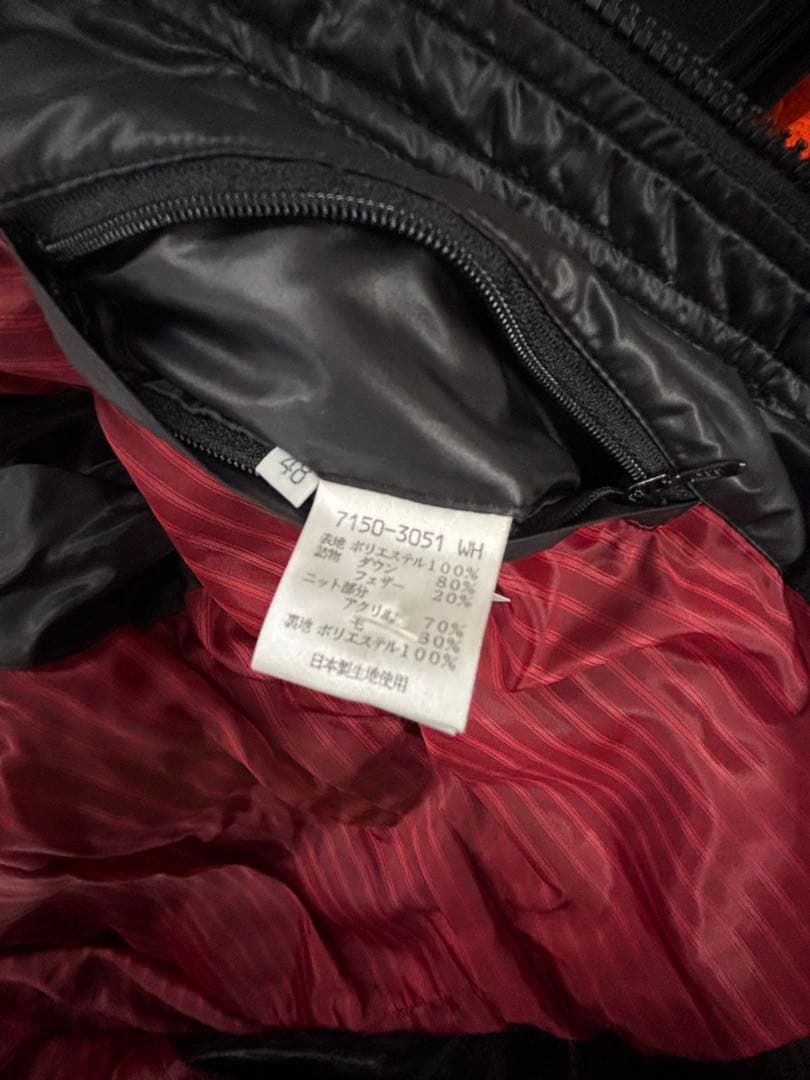 48
7150-3051 WH
表地 ポリエステル100%
詰物 ダウン 80%
フェザー 20%
ニット部分
アクリル 70%
毛 30%
裏地 ポリエステル100%
日本製生地使用